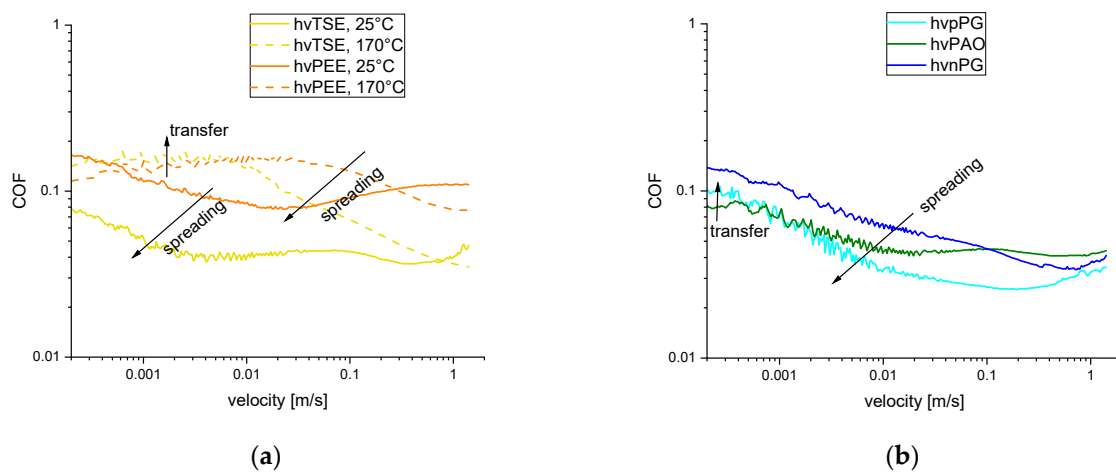 hvTSE, 25°C
hvTSE, 170°C
hvPEE, 25°C
hvPEE, 170°C
1
0.1
0.01
COF
transfer
spreading
spreading
0.001
0.01
0.1
1
velocity [m/s]
(a)
hvpPG
hvPAO
hvnPG
1
0.1
0.01
COF
transfer
spreading
0.001
0.01
0.1
1
velocity [m/s]
(b)